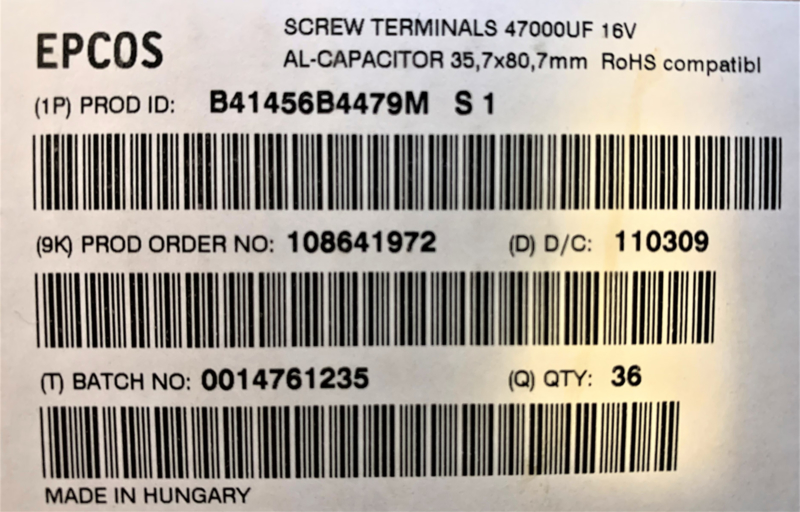 EPCOS
SCREW TERMINALS 47000UF 16V
AL-CAPACITOR 35,7x80,7mm RoHS compatibl
(1P) PROD ID: B41456B4479M S 1
(9K) PROD ORDER NO: 108641972 (D) D/C: 110309
(T) BATCH NO: 0014761235 (Q) QTY: 36
MADE IN HUNGARY